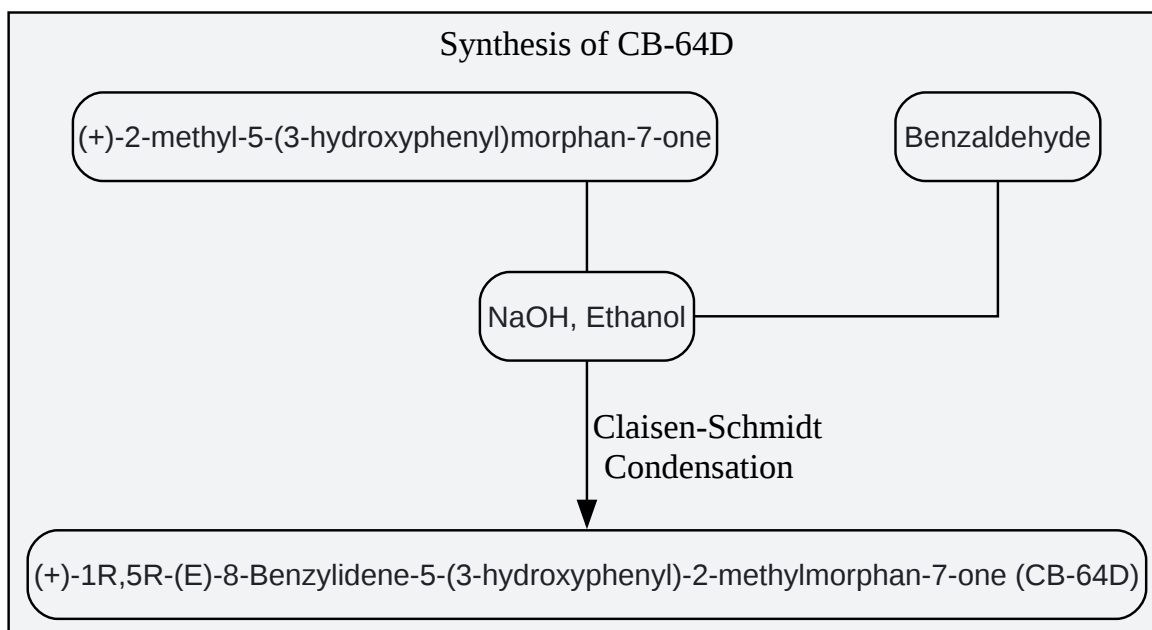 Synthesis of CB-64D
(+)-2-methyl-5-(3-hydroxyphenyl)morphan-7-one
Benzaldehyde
NaOH, Ethanol
Claisen-Schmidt
Condensation
(+)-1R,5R-(E)-8-Benzylidene-5-(3-hydroxyphenyl)-2-methylmorphan-7-one (CB-64D)